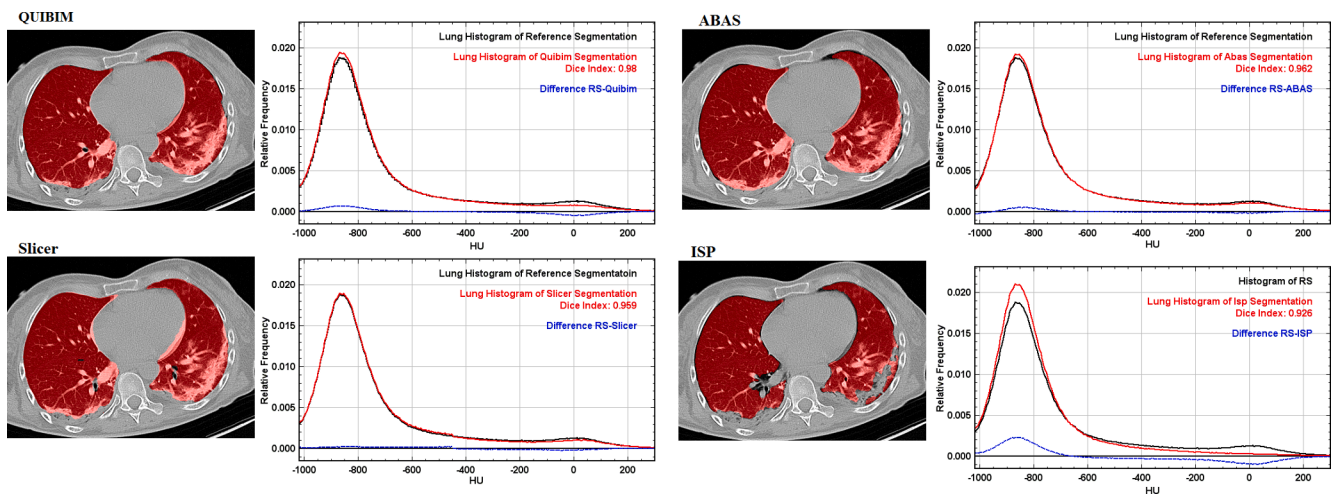 QUIBIM
Lung Histogram of Reference Segmentation
Lung Histogram of Quibim Segmentation
Dice Index: 0.98
Difference RS-Quibim
Relative Frequency
0.020
0.015
0.010
0.005
0.000
-1000 -800 -600 -400 -200 0 200
HU
ABAS
Lung Histogram of Reference Segmentation
Lung Histogram of Abas Segmentation
Dice Index: 0.962
Difference RS-ABAS
Relative Frequency
0.020
0.015
0.010
0.005
0.000
-1000 -800 -600 -400 -200 0 200
HU
Slicer
Lung Histogram of Reference Segmentatoin
Lung Histogram of Slicer Segmentation
Dice Index: 0.959
Difference RS-Slicer
Relative Frequency
0.020
0.015
0.010
0.005
0.000
-1000 -800 -600 -400 -200 0 200
HU
ISP
Histogram of RS
Lung Histogram of Isp Segmentation
Dice Index: 0.926
Difference RS-ISP
Relative Frequency
0.020
0.015
0.010
0.005
0.000
-1000 -800 -600 -400 -200 0 200
HU